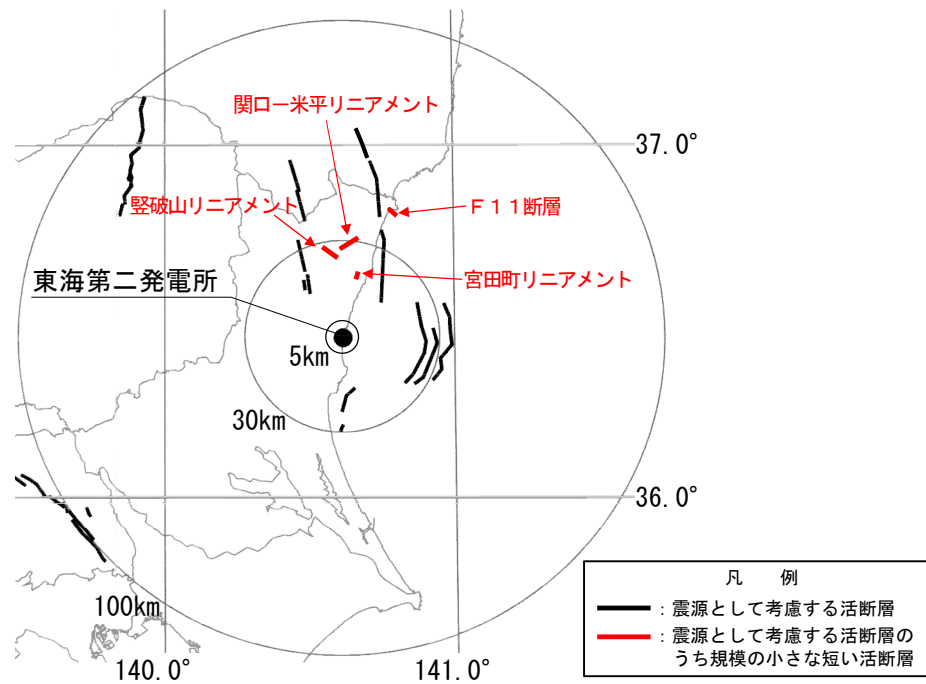 関口ー米平リニアメント
37.0°
竪破山リニアメント
Ｆ１１断層
東海第二発電所
宮田町リニアメント
5km
30km
36.0°
100km
140.0°
141.0°
凡　例
：震源として考慮する活断層
：震源として考慮する活断層の
うち規模の小さな短い活断層